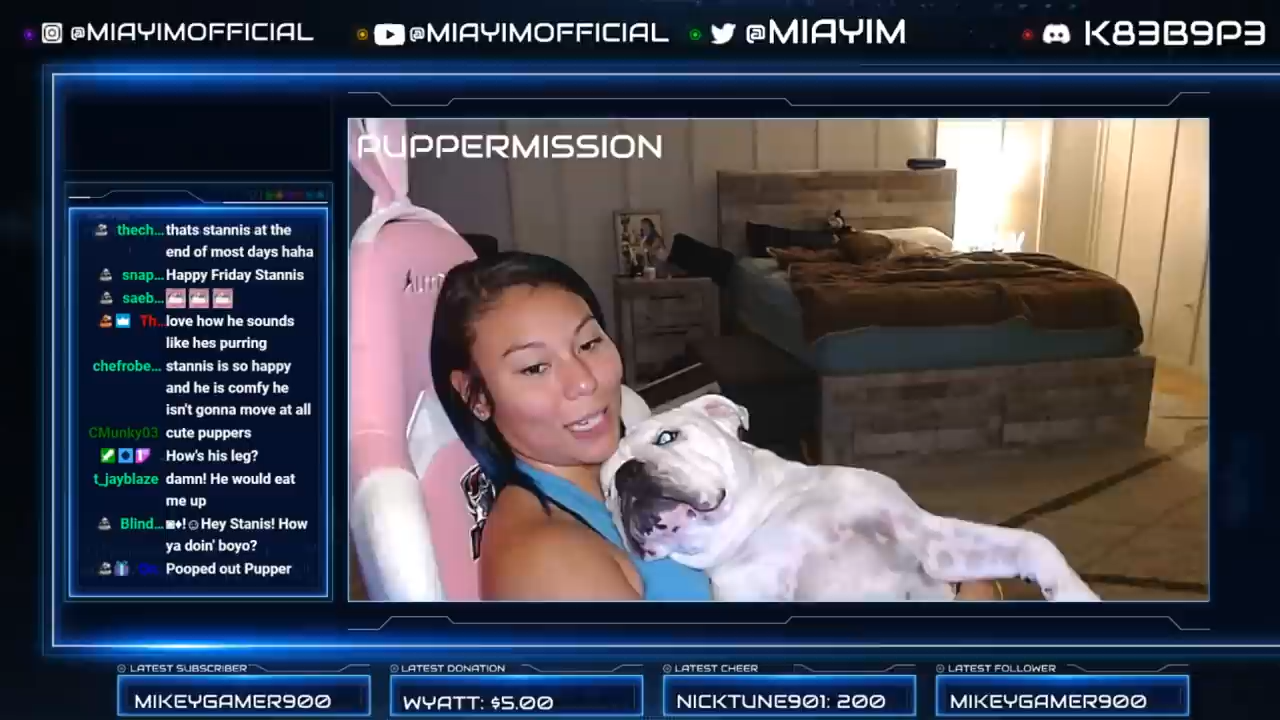 @MIAYIMOFFICIAL
@MIAYIMOFFICIAL
@MIAYIM
K83B9P3
PUPPERMISSION
thech... thats stannis at the
end of most days haha
snap... Happy Friday Stannis
saeb...
Th... love how he sounds
like hes purring
chefrobe... stannis is so happy
and he is comfy he
isn't gonna move at all
CMunky03 cute puppers
How's his leg?
t_jayblaze damn! He would eat
me up
Blind... ◙♦!☺Hey Stanis! How
ya doin' boyo?
Pooped out Pupper
LATEST SUBSCRIBER
MIKEYGAMER900
LATEST DONATION
WYATT: $5.00
LATEST CHEER
NICKTUNE901: 200
LATEST FOLLOWER
MIKEYGAMER900